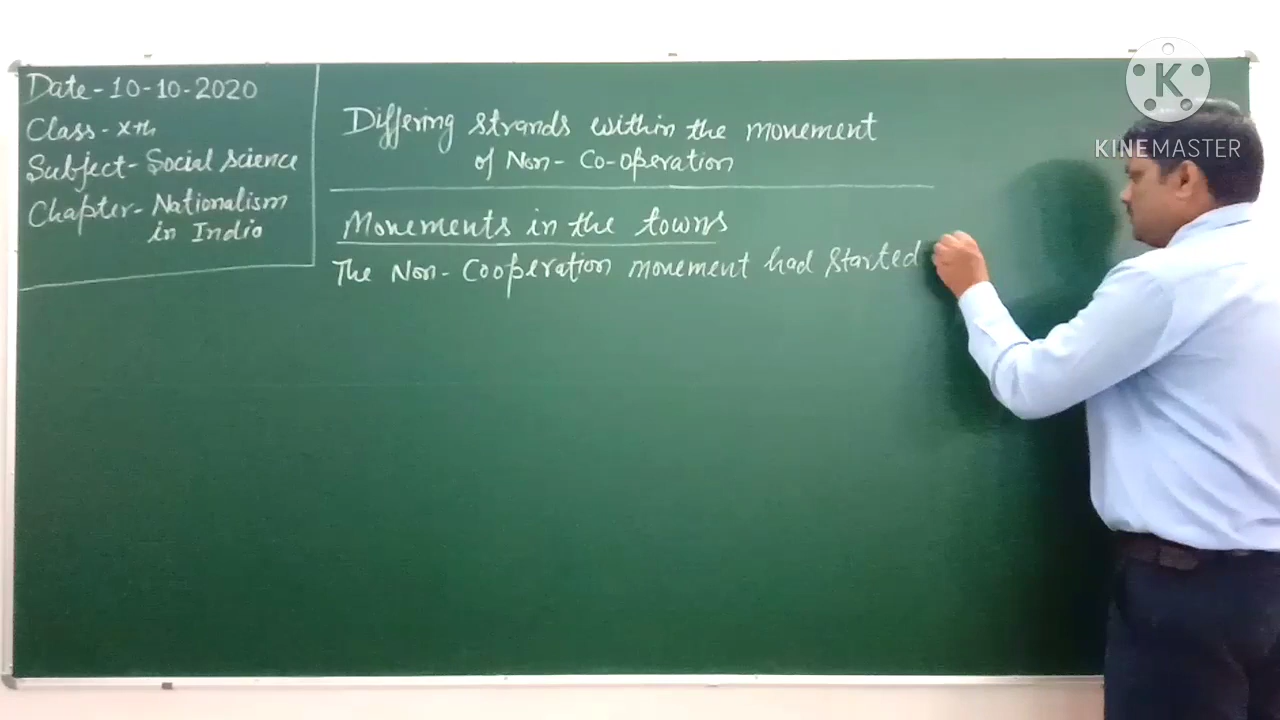 Date-10-10-2020
Class-Xth
Subject-Social science
Chapter-Nationalism
in India
Differing strands within the movement
of Non-Co-operation
Movements in the towns
The Non-Cooperation movement had started
K
KINEMASTER